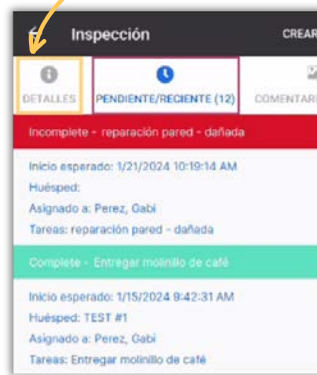 Inspección CREAR
DETALLES PENDIENTE/RECIENTE (12) COMENTAR
Incomplete - reparación pared - dañada
Inicio esperado: 1/21/2024 10:19:14 AM
Huésped:
Asignado a: Perez, Gabi
Tareas: reparación pared - dañada
Complete - Entregar molinillo de café
Inicio esperado: 1/15/2024 9:42:31 AM
Huésped: TEST #1
Asignado a: Perez, Gabi
Tareas: Entregar molinillo de café